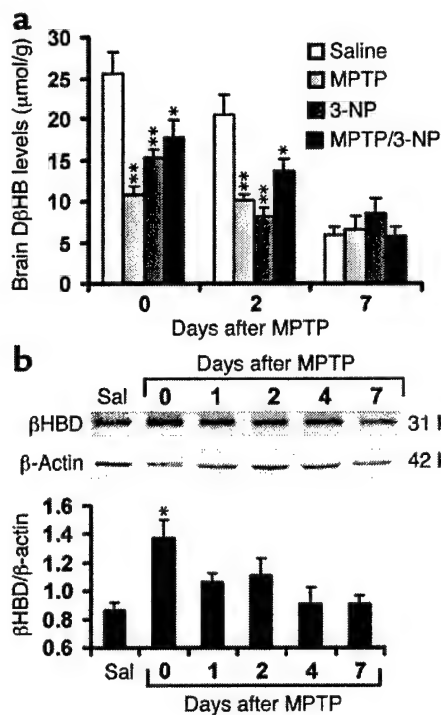 a
Brain DβHB levels (μmol/g)
30
25
20
15
10
5
0
Saline
MPTP
3-NP
MPTP/3-NP
** ** *
** ** *
0 2 7
Days after MPTP
b
Days after MPTP
Sal 0 1 2 4 7
βHBD 31
β-Actin 42
βHBD/β-actin
1.6
1.4
1.2
1.0
0.8
0.6
*
Sal 0 1 2 4 7
Days after MPTP